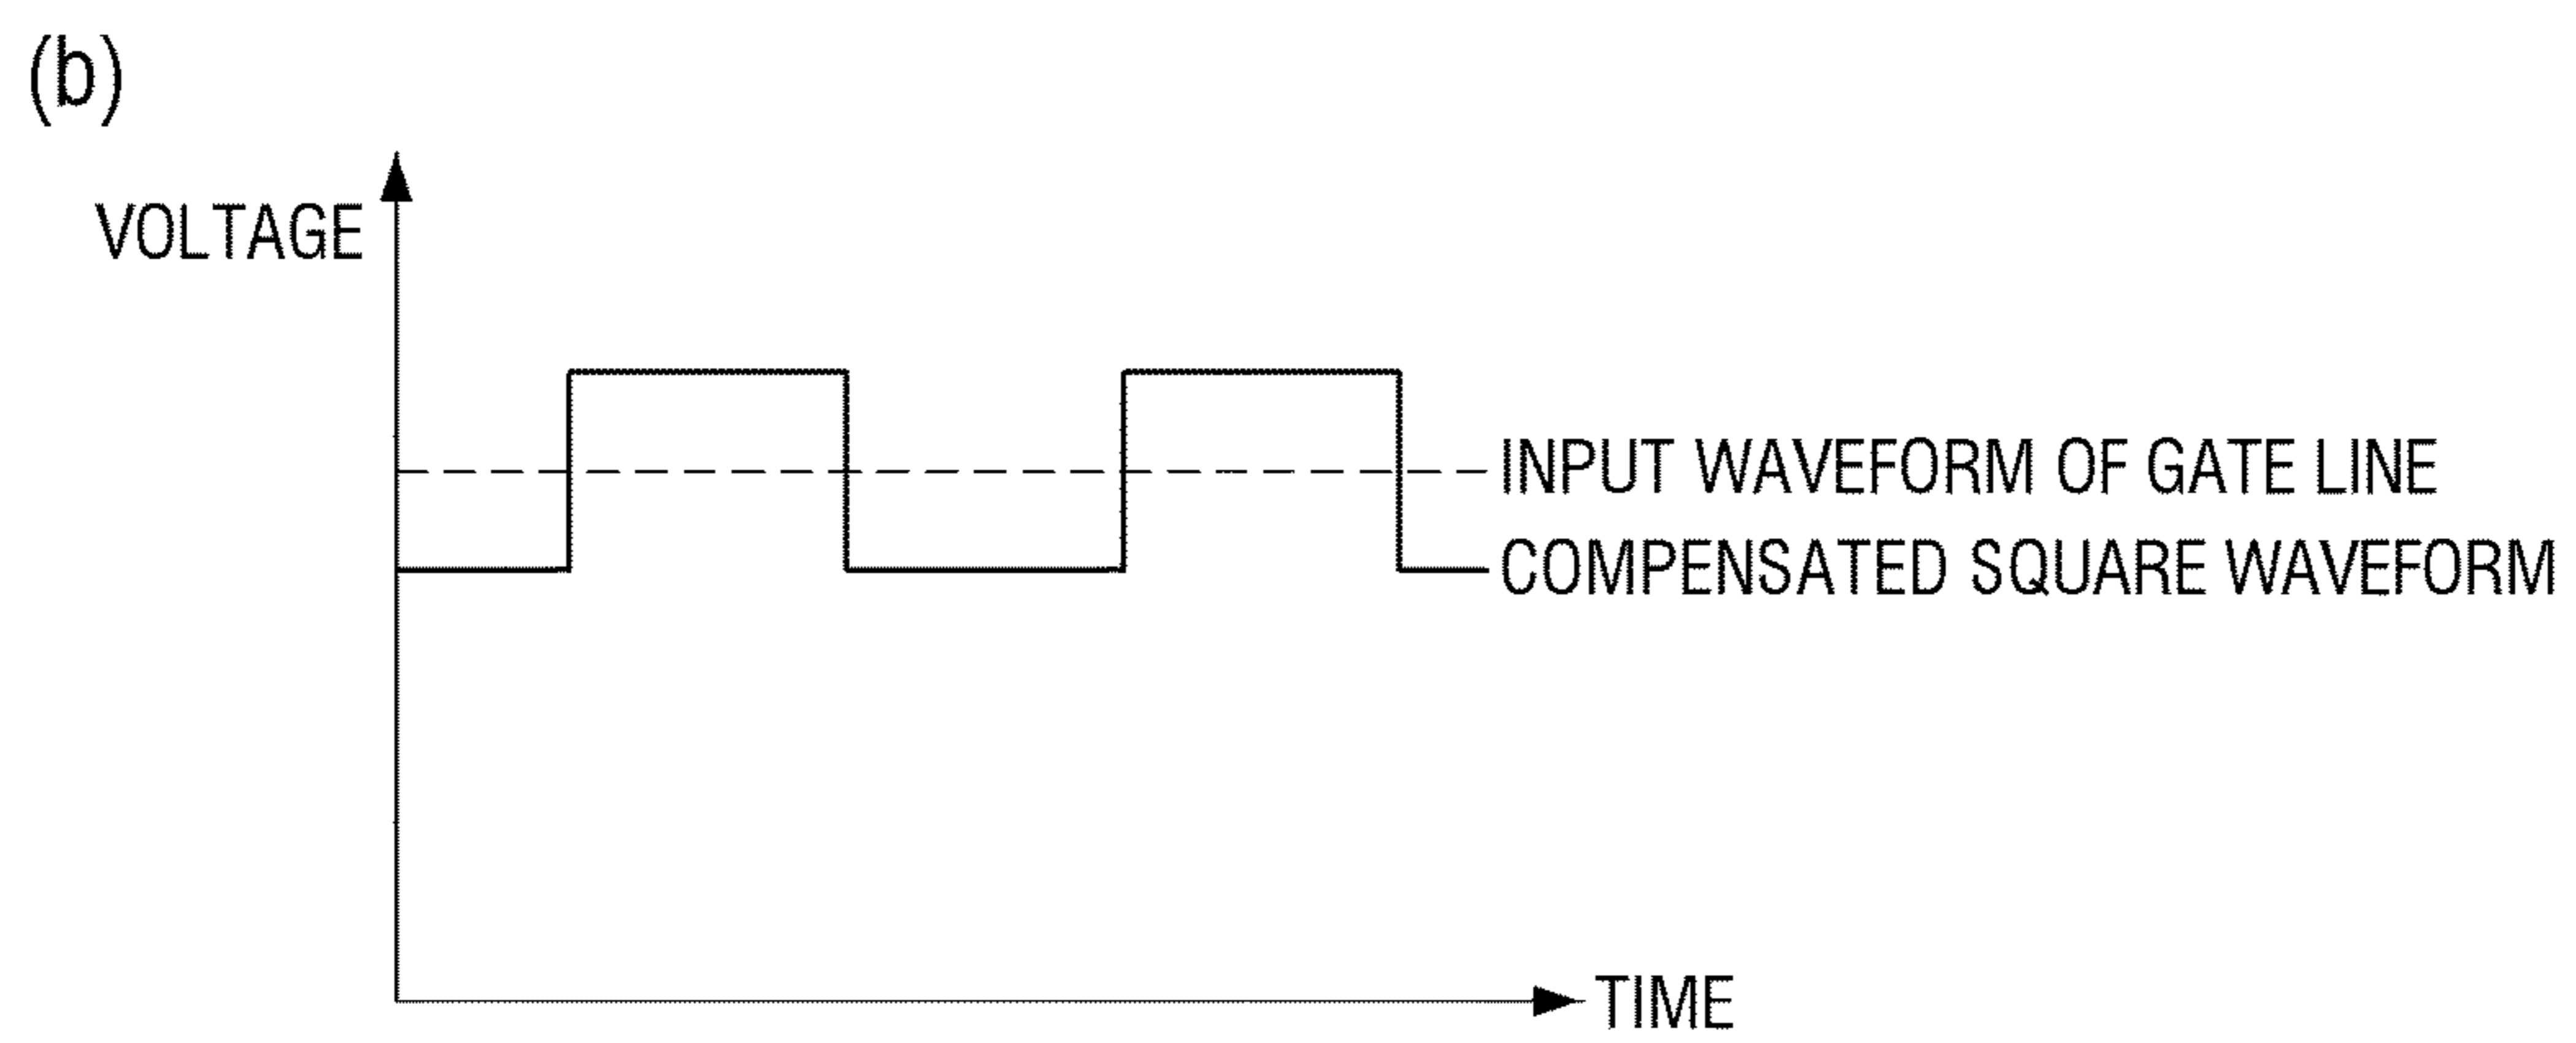 (b)
VOLTAGE
INPUT WAVEFORM OF GATE LINE
COMPENSATED SQUARE WAVEFORM
TIME